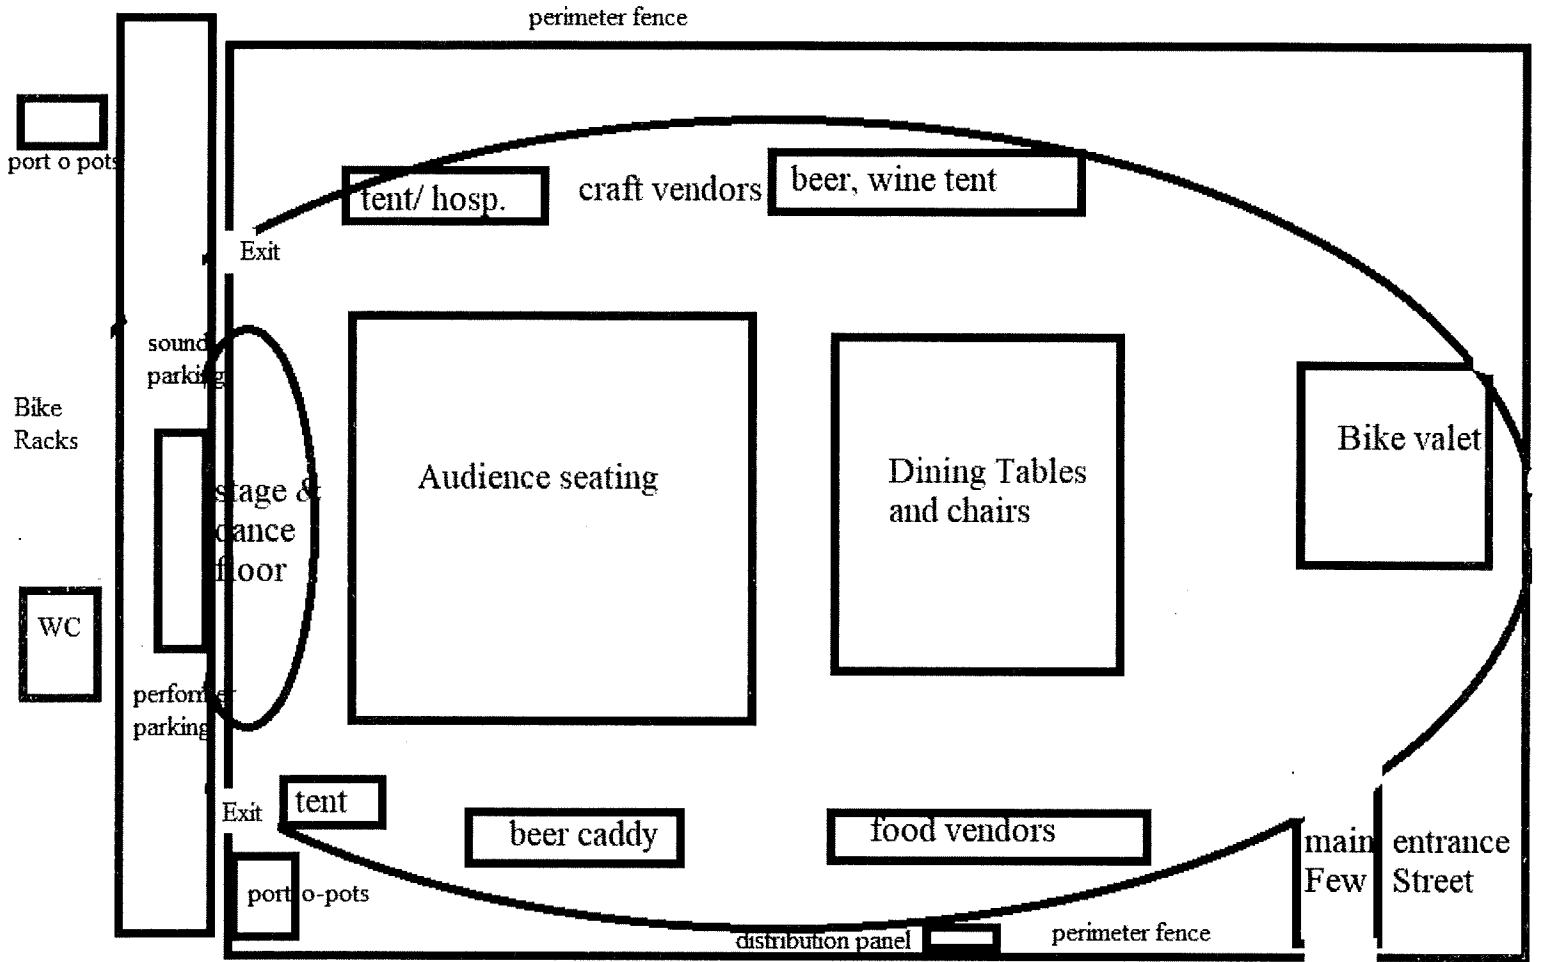 perimeter fence
port o pots
tent/ hosp.
craft vendors
beer, wine tent
Exit
sound
parking
Bike
Racks
stage &
dance
floor
Audience seating
Dining Tables
and chairs
Bike valet
WC
performer
parking
Exit
tent
beer caddy
food vendors
main entrance
Few Street
port o-pots
distribution panel
perimeter fence